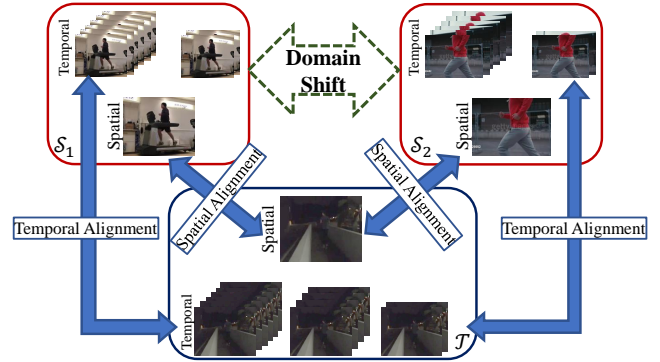 Temporal
Domain
Shift
Temporal
Spatial
Spatial
𝒮1
𝒮2
Spatial Alignment
Spatial Alignment
Temporal Alignment
Temporal Alignment
Spatial
Temporal
𝒯